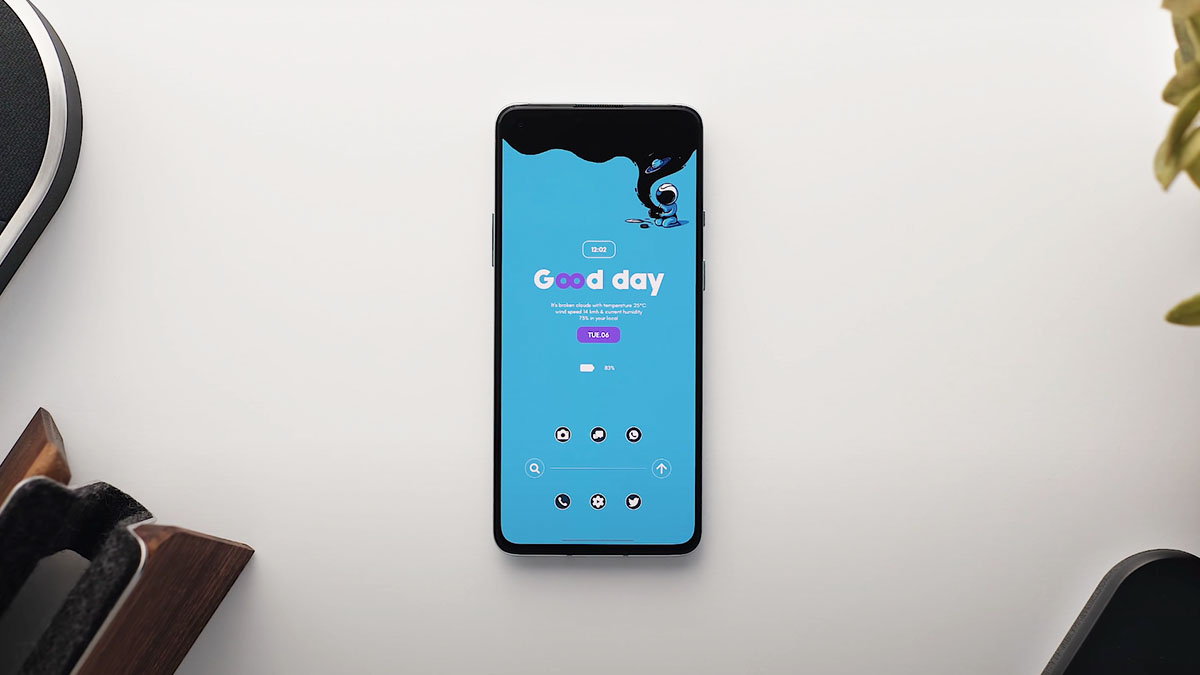 12:02
Good day
It's broken clouds with temperature 25°C
wind speed 14 kmh & current humidity
78% in your local
TUE.06
83%